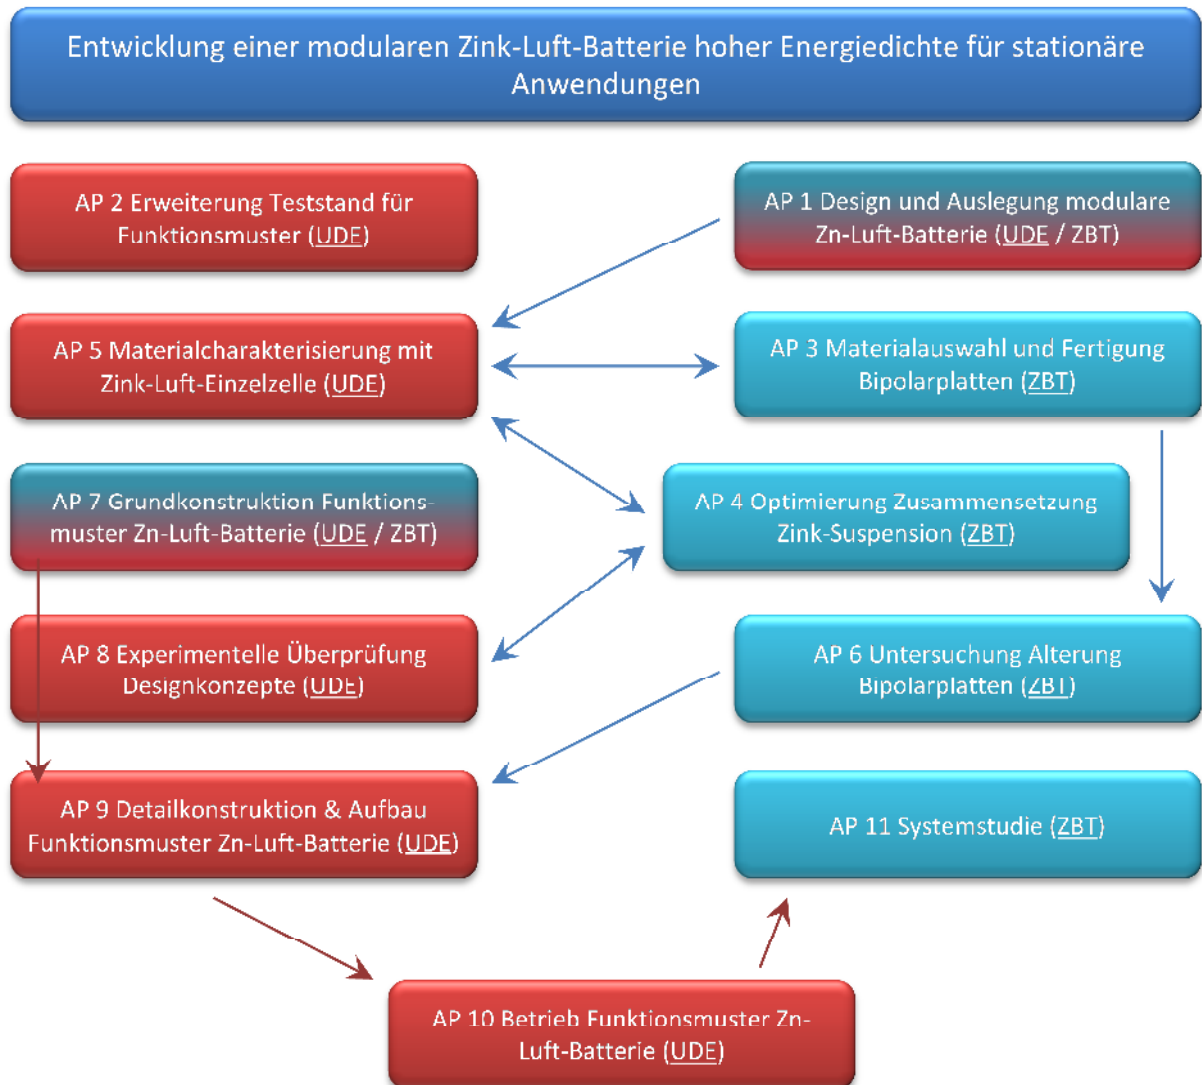 Entwicklung einer modularen Zink-Luft-Batterie hoher Energiedichte für stationäre
Anwendungen
AP 2 Erweiterung Teststand für
Funktionsmuster (UDE)
AP 1 Design und Auslegung modulare
Zn-Luft-Batterie (UDE / ZBT)
AP 5 Materialcharakterisierung mit
Zink-Luft-Einzelzelle (UDE)
AP 3 Materialauswahl und Fertigung
Bipolarplatten (ZBT)
AP 7 Grundkonstruktion Funktions-
muster Zn-Luft-Batterie (UDE / ZBT)
AP 4 Optimierung Zusammensetzung
Zink-Suspension (ZBT)
AP 8 Experimentelle Überprüfung
Designkonzepte (UDE)
AP 6 Untersuchung Alterung
Bipolarplatten (ZBT)
AP 9 Detailkonstruktion & Aufbau
Funktionsmuster Zn-Luft-Batterie (UDE)
AP 11 Systemstudie (ZBT)
AP 10 Betrieb Funktionsmuster Zn-
Luft-Batterie (UDE)